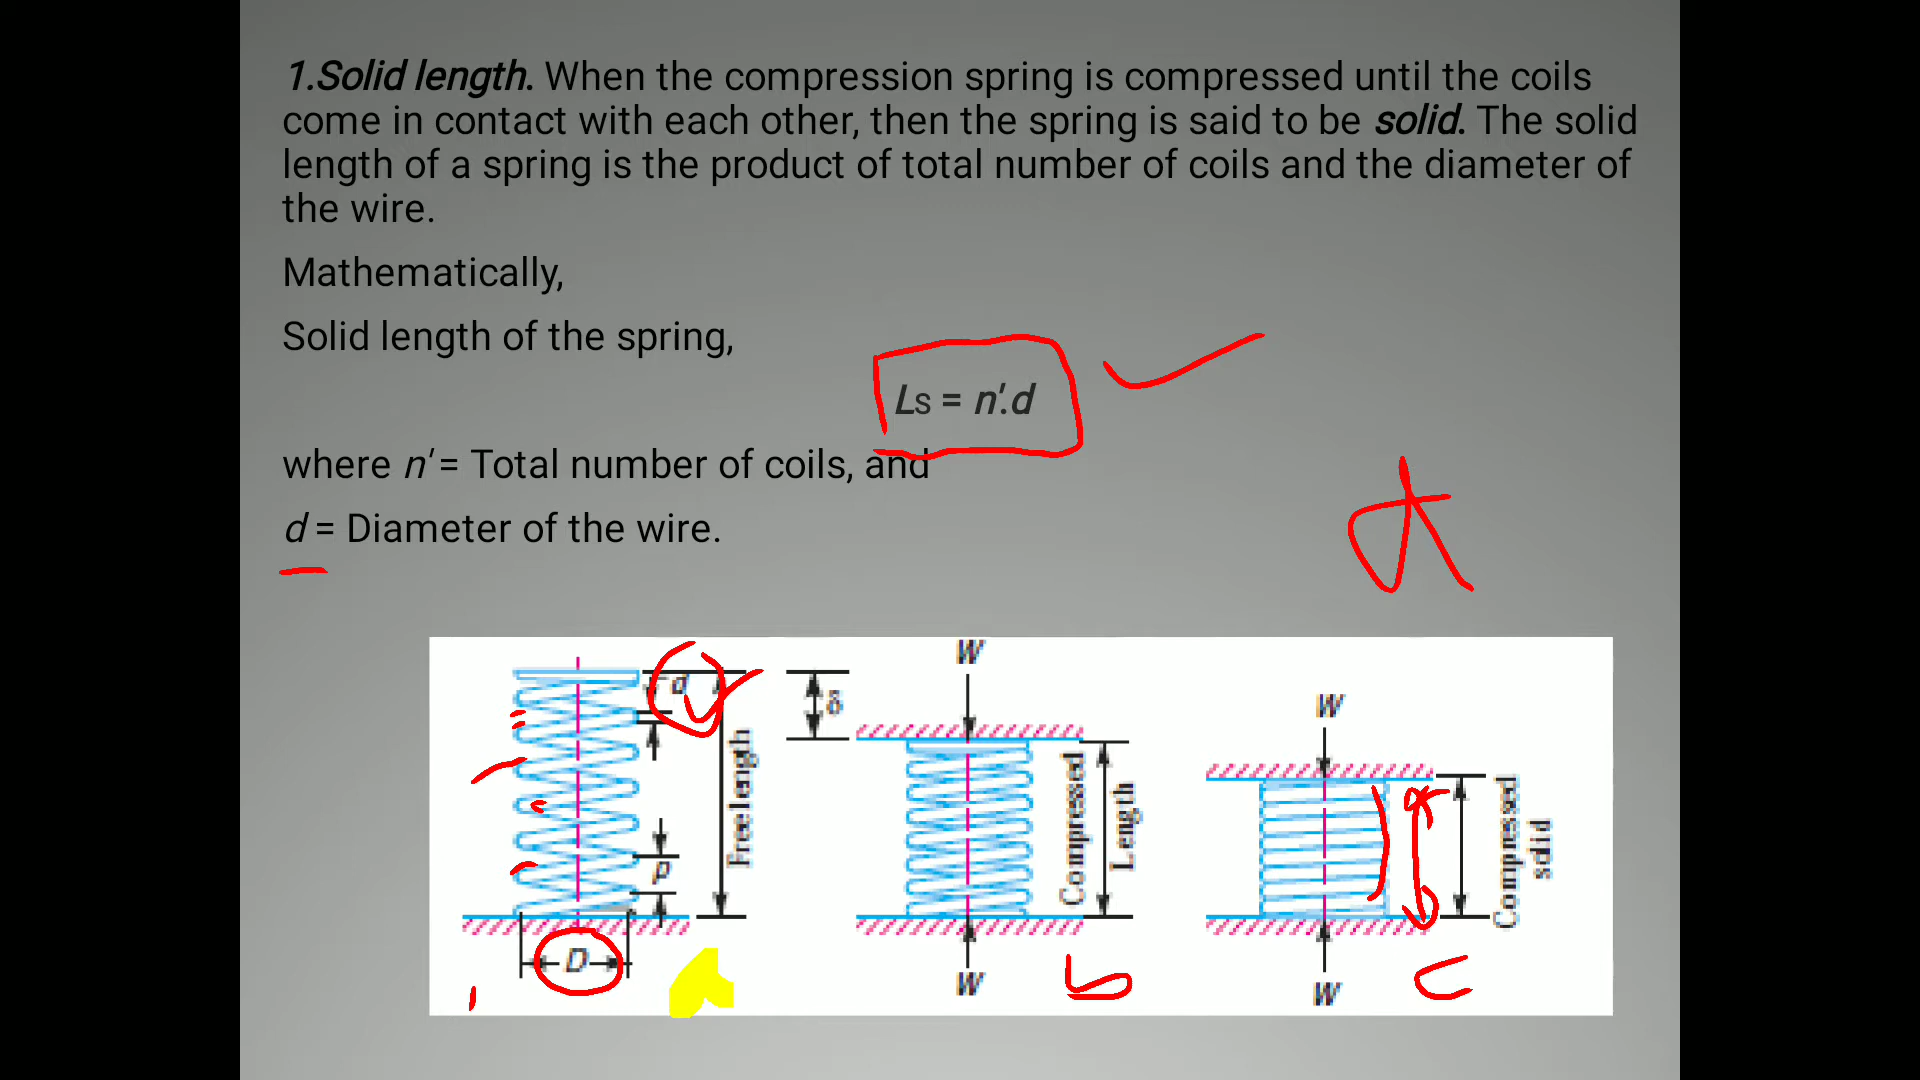 1.Solid length. When the compression spring is compressed until the coils
come in contact with each other, then the spring is said to be solid. The solid
length of a spring is the product of total number of coils and the diameter of
the wire.
Mathematically,
Solid length of the spring,
Ls = n'.d
where n' = Total number of coils, and
d = Diameter of the wire.
d
Free length
p
D
a
δ
W
Compressed
Length
W
b
W
Compressed
solid
W
c